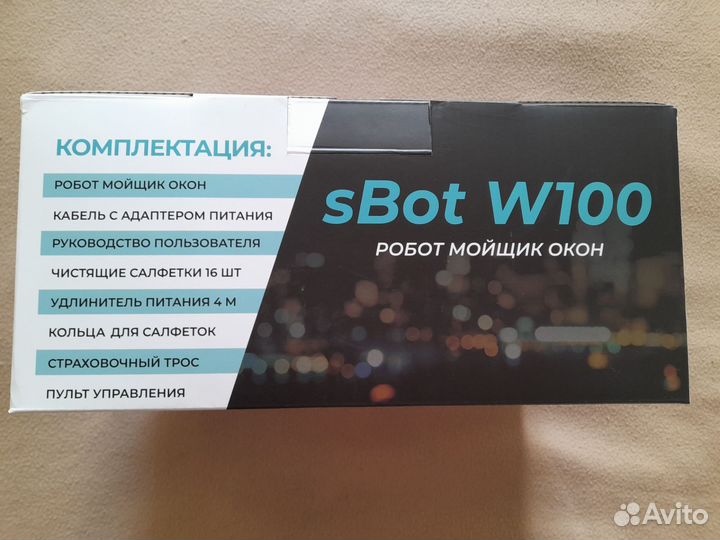 КОМПЛЕКТАЦИЯ:
РОБОТ МОЙЩИК ОКОН
КАБЕЛЬ С АДАПТЕРОМ ПИТАНИЯ
РУКОВОДСТВО ПОЛЬЗОВАТЕЛЯ
ЧИСТЯЩИЕ САЛФЕТКИ 16 ШТ
УДЛИНИТЕЛЬ ПИТАНИЯ 4 М
КОЛЬЦА ДЛЯ САЛФЕТОК
СТРАХОВОЧНЫЙ ТРОС
ПУЛЬТ УПРАВЛЕНИЯ
sBot W100
РОБОТ МОЙЩИК ОКОН
Avito